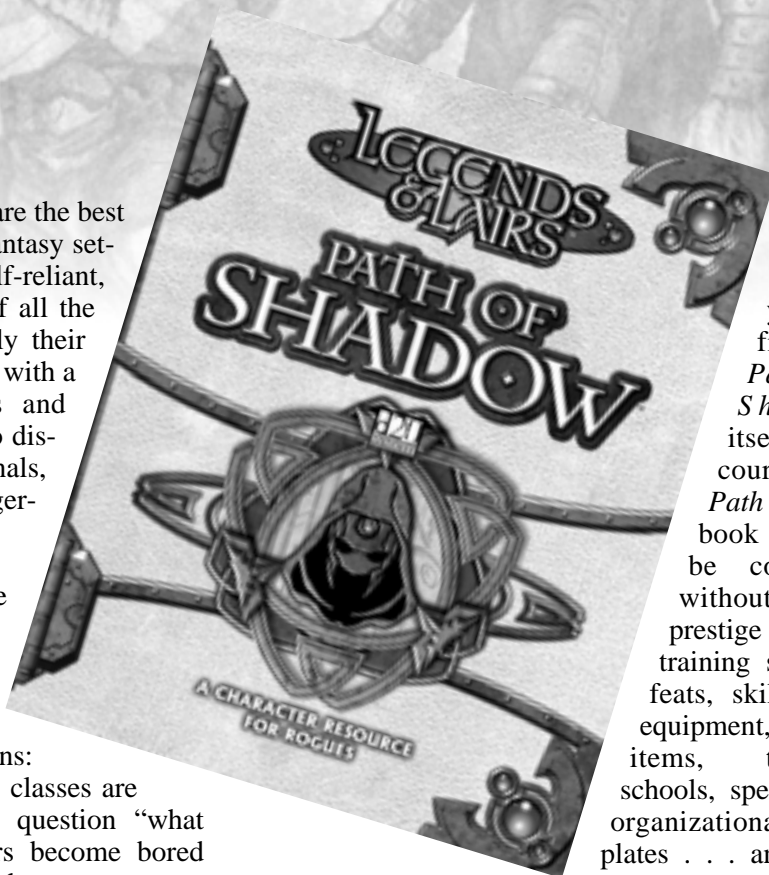 are the best
antasy set-
lf-reliant,
f all the
ly their
with a
s and
o dis-
nals,
ger-
e
ns:
classes are
question “what
rs become bored
LEGENDS
& LAIRS
PATH OF
SHADOW
A CHARACTER RESOURCE
FOR ROGUES
fr
Pa
Sh
itse
cour
Path
book
be co
without
prestige
training s
feats, skil
equipment,
items, t
schools, spe
organizationa
plates . . . an